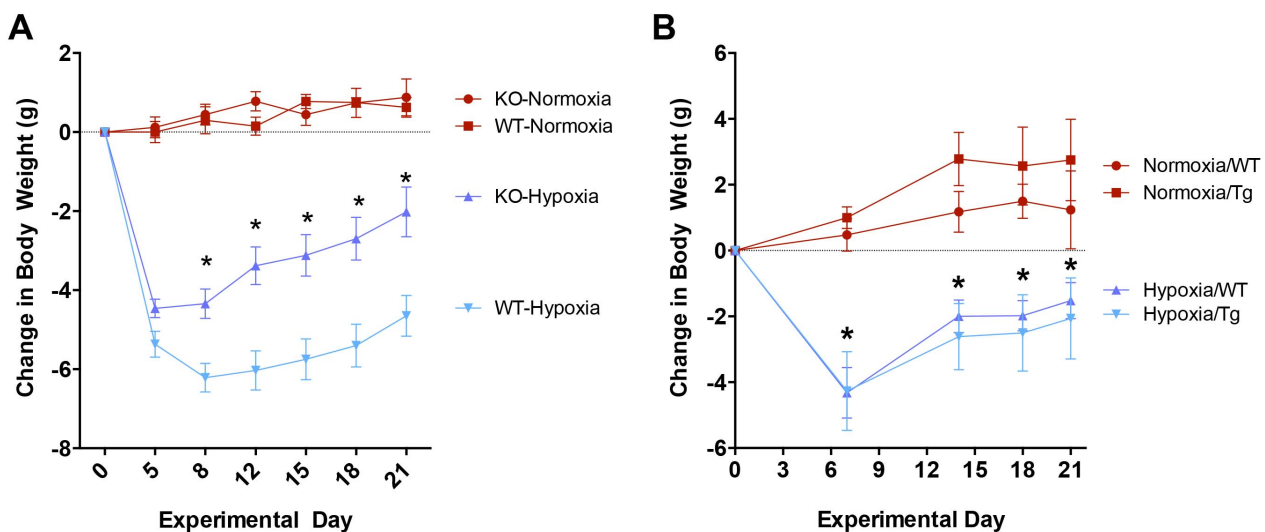 A
Change in Body Weight (g)
2
0
-2
-4
-6
-8
0
5
8
12
15
18
21
Experimental Day
*
*
*
*
*
*
KO-Normoxia
WT-Normoxia
KO-Hypoxia
WT-Hypoxia
B
Change in Body Weight (g)
6
4
2
0
-2
-4
-6
0
3
6
9
12
15
18
21
Experimental Day
*
*
*
*
Normoxia/WT
Normoxia/Tg
Hypoxia/WT
Hypoxia/Tg